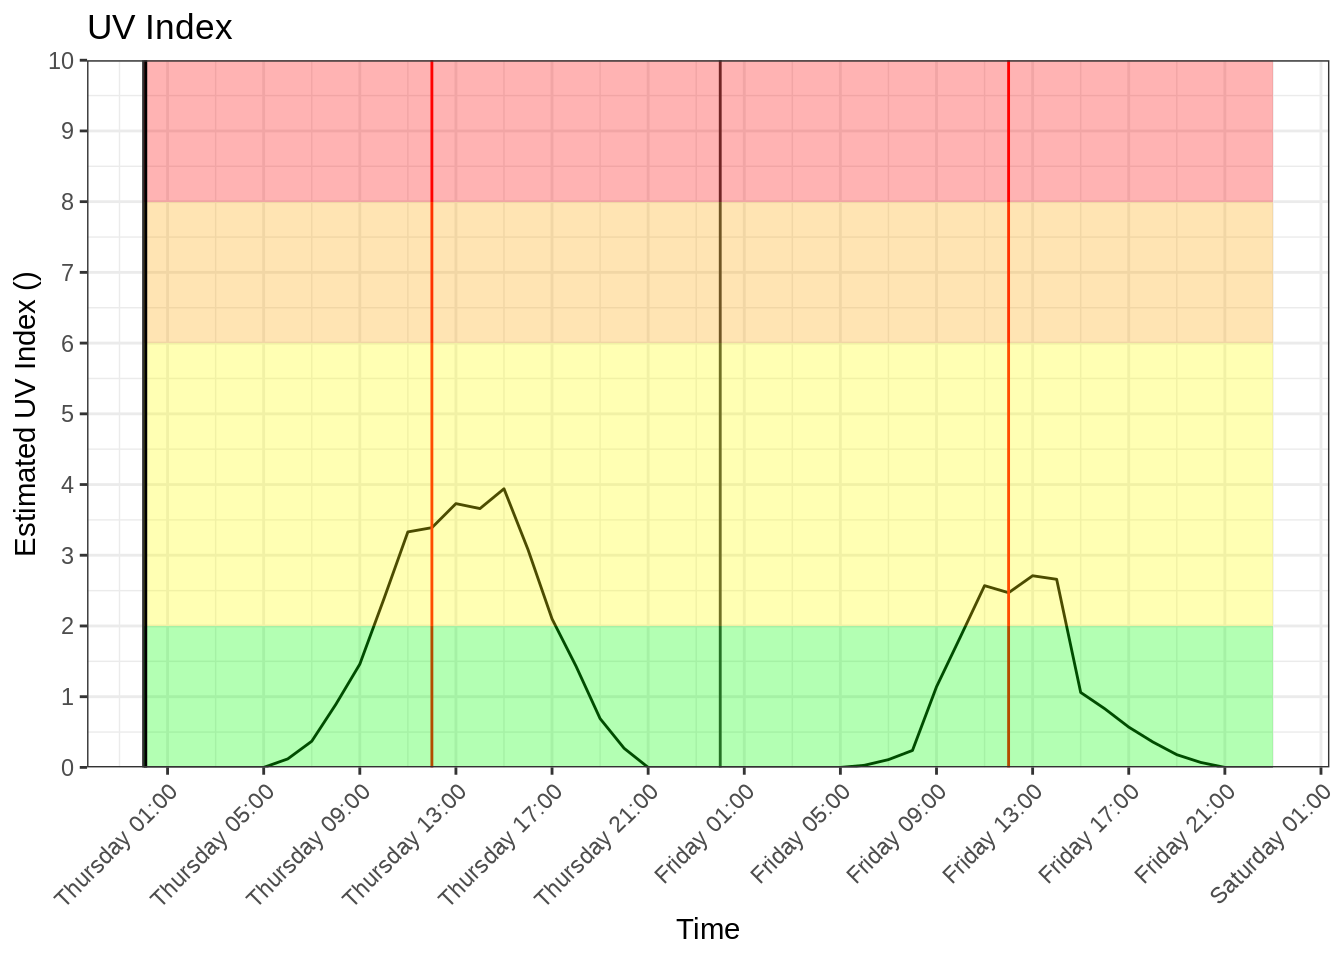 UV Index
Estimated UV Index ()
10
9
8
7
6
5
4
3
2
1
0
Thursday 01:00
Thursday 05:00
Thursday 09:00
Thursday 13:00
Thursday 17:00
Thursday 21:00
Friday 01:00
Friday 05:00
Friday 09:00
Friday 13:00
Friday 17:00
Friday 21:00
Saturday 01:00
Time